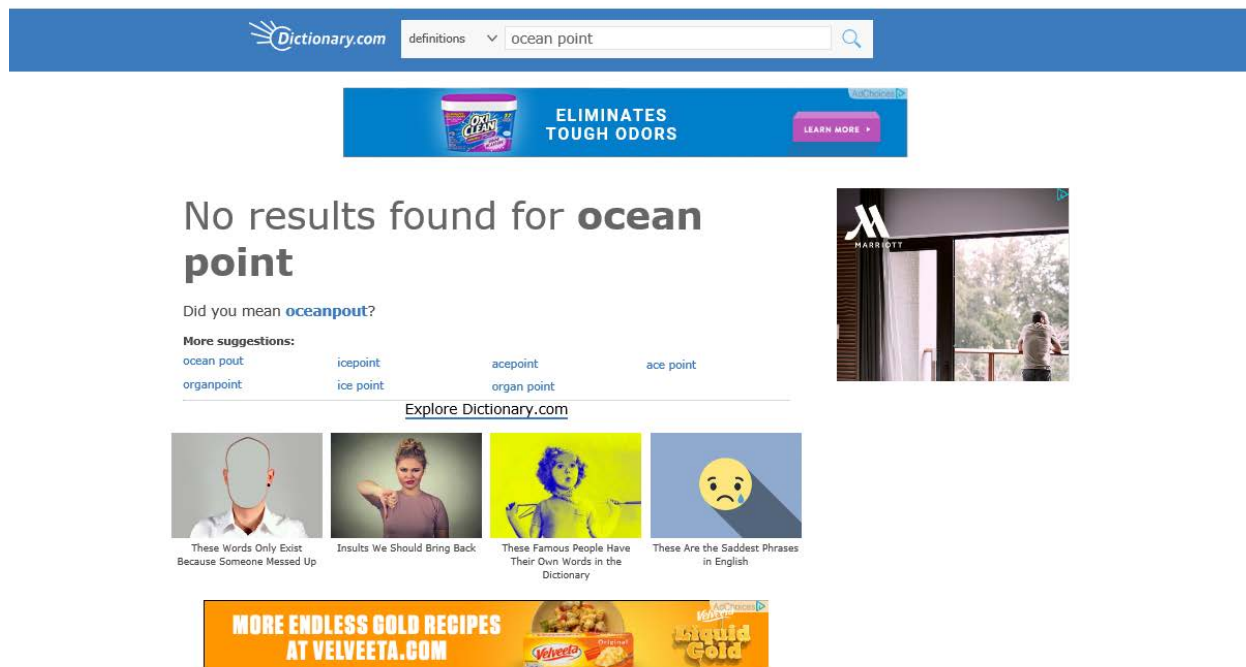 Dictionary.com
definitions
ocean point
AdChoices
OXI
CLEAN
ELIMINATES
TOUGH ODORS
LEARN MORE
No results found for ocean
point
MARRIOTT
Did you mean oceanpout?
More suggestions:
ocean pout icepoint acepoint ace point
organpoint ice point organ point
Explore Dictionary.com
These Words Only Exist
Because Someone Messed Up
Insults We Should Bring Back
These Famous People Have
Their Own Words in the
Dictionary
These Are the Saddest Phrases
in English
AdChoices
MORE ENDLESS GOLD RECIPES
AT VELVEETA.COM
Velveeta
Original
Velveeta
Liquid
Gold